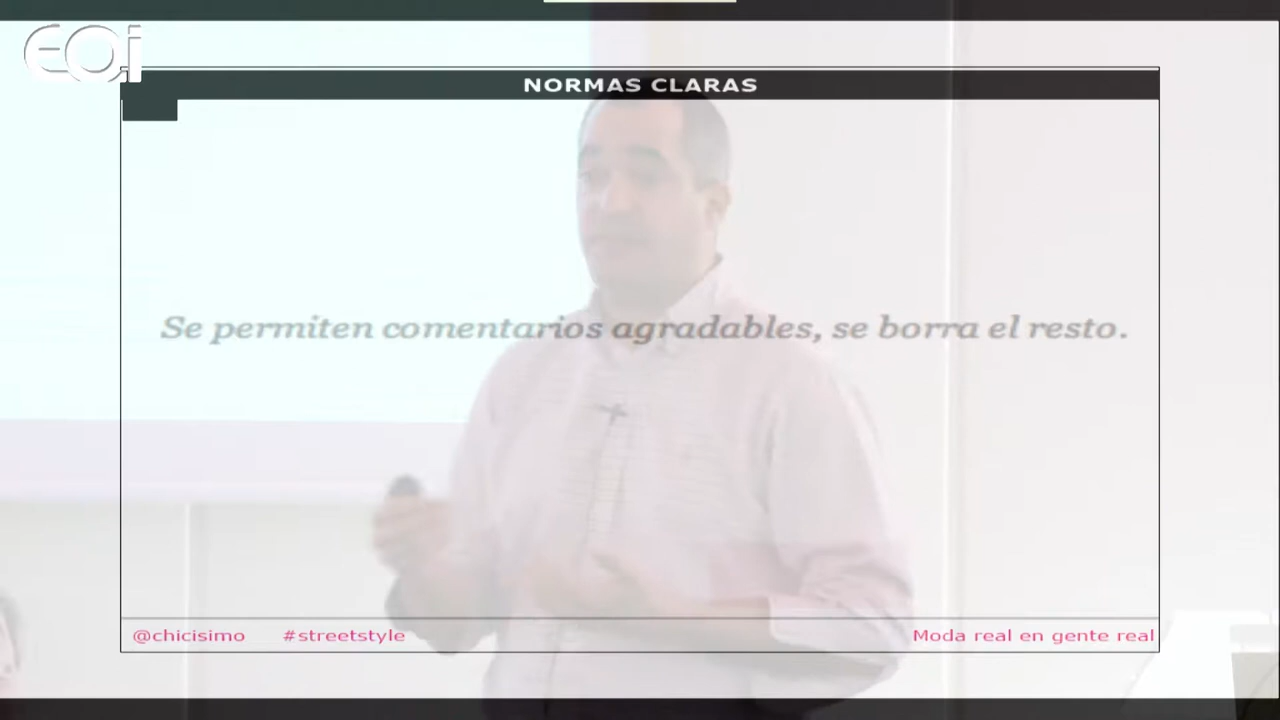 EOi
NORMAS CLARAS
Se permiten comentarios agradables, se borra el resto.
@chicisimo #streetstyle Moda real en gente real